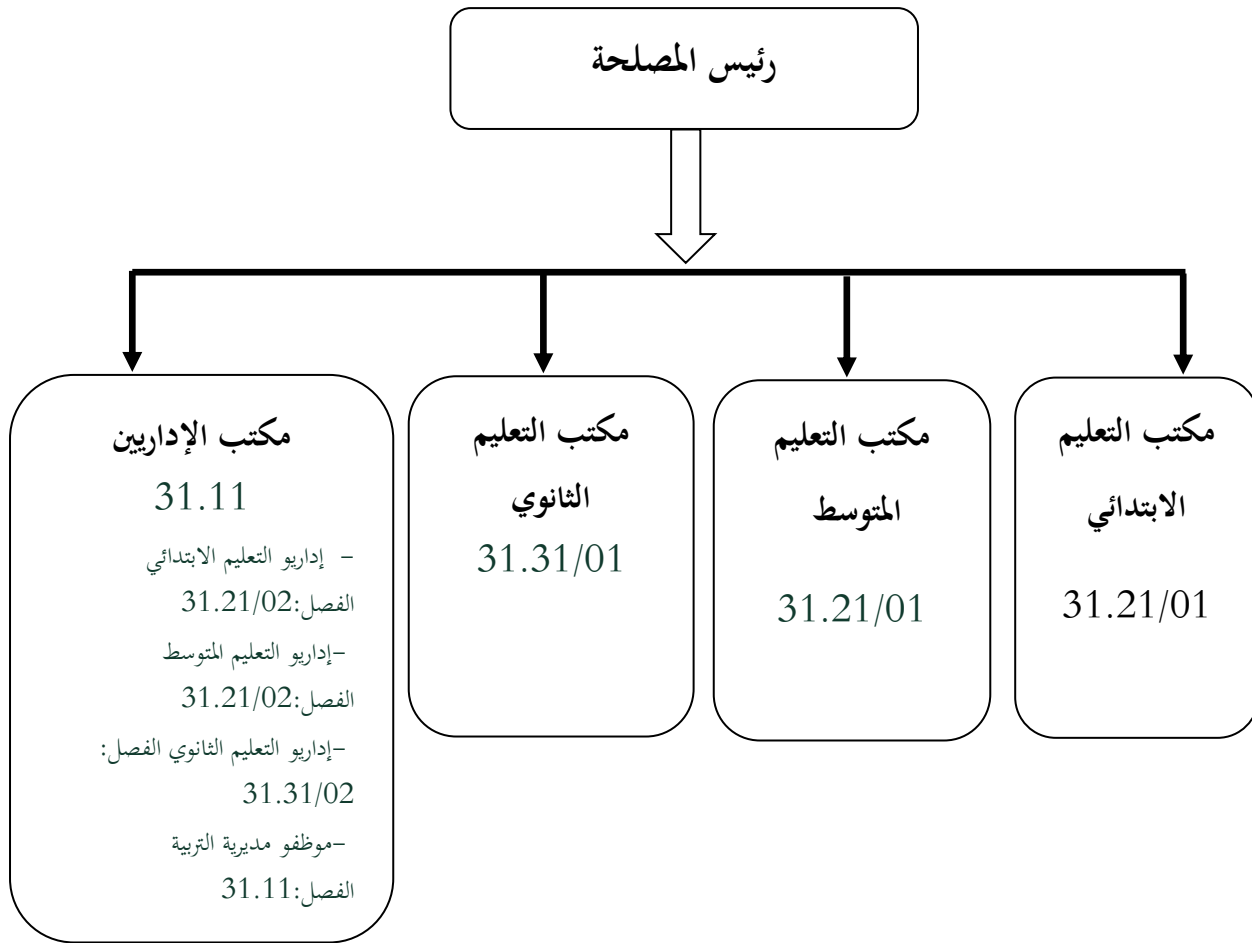 رئيس المصلحة
مكتب التعليم
الابتدائي
31.21/01
مكتب التعليم
المتوسط
31.21/01
مكتب التعليم
الثانوي
31.31/01
مكتب الإداريين
31.11
- إداريو التعليم الابتدائي
الفصل:31.21/02
-إداريو التعليم المتوسط
الفصل:31.21/02
-إداريو التعليم الثانوي الفصل:
31.31/02
-موظفو مديرية التربية
الفصل:31.11